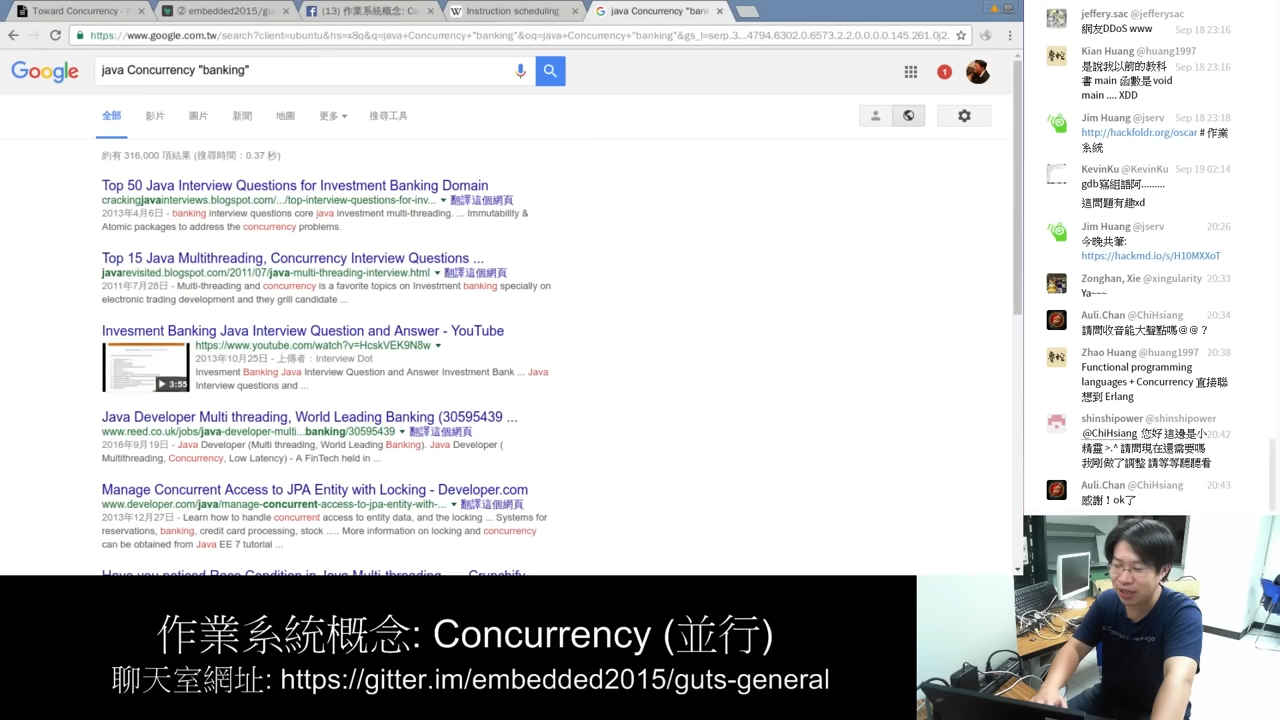 Toward Concurrency - H
② embedded2015/guts
(13) 作業系統概念: Co
Instruction scheduling
java Concurrency "bank
https://www.google.com.tw/search?client=ubuntu&hs=x8q&q=java+Concurrency+"banking"&oq=java+Concurrency+"banking"&gs_l=serp.3...4794.6302.0.6573.2.2.0.0.0.0.145.261.0j2.
Google
java Concurrency "banking"
1
全部 影片 圖片 新聞 地圖 更多 搜尋工具
約有 316,000 項結果 (搜尋時間：0.37 秒)
Top 50 Java Interview Questions for Investment Banking Domain
crackingjavainterviews.blogspot.com/.../top-interview-questions-for-inv... 翻譯這個網頁
2013年4月6日 - banking interview questions core java investment multi-threading. ... Immutability &
Atomic packages to address the concurrency problems.
Top 15 Java Multithreading, Concurrency Interview Questions ...
javarevisited.blogspot.com/2011/07/java-multi-threading-interview.html 翻譯這個網頁
2011年7月28日 - Multi-threading and concurrency is a favorite topics on Investment banking specially on
electronic trading development and they grill candidate ...
Invesment Banking Java Interview Question and Answer - YouTube
https://www.youtube.com/watch?v=HcskVEK9N8w
2013年10月25日 - 上傳者：Interview Dot
Invesment Banking Java Interview Question and Answer Investment Bank ... Java
Interview questions and ...
3:55
Java Developer Multi threading, World Leading Banking (30595439 ...
www.reed.co.uk/jobs/java-developer-multi...banking/30595439 翻譯這個網頁
2016年9月19日 - Java Developer (Multi threading, World Leading Banking). Java Developer (
Multithreading, Concurrency, Low Latency) - A FinTech held in ...
Manage Concurrent Access to JPA Entity with Locking - Developer.com
www.developer.com/java/manage-concurrent-access-to-jpa-entity-with-... 翻譯這個網頁
2013年12月27日 - Learn how to handle concurrent access to entity data, and the locking ... Systems for
reservations, banking, credit card processing, stock ..... More information on locking and concurrency
can be obtained from Java EE 7 tutorial ...
Have you noticed Race Condition in Java Multi-threading ... - Crunchify
jeffery.sac @jefferysac
網友DDoS www Sep 18 23:16
Kian Huang @huang1997
是說我以前的教科 Sep 18 23:16
書 main 函數是 void
main .... XDD
Jim Huang @jserv Sep 18 23:18
http://hackfoldr.org/oscar # 作業
系統
KevinKu @KevinKu Sep 19 02:14
gdb寫組語阿.........
這問題有趣xd
Jim Huang @jserv 20:26
今晚共筆:
https://hackmd.io/s/H10MXXoT
Zonghan, Xie @xingularity 20:33
Ya~~~
Auli.Chan @ChiHsiang 20:34
請問收音能大聲點嗎＠＠？
Zhao Huang @huang1997 20:38
Functional programming
languages + Concurrency 直接聯
想到 Erlang
shinshipower @shinshipower
@ChiHsiang 您好 這邊是小 20:42
精靈 >.^ 請問現在還需要嗎
我剛做了調整 請等等聽聽看
Auli.Chan @ChiHsiang 20:43
感謝！ok了
作業系統概念: Concurrency (並行)
聊天室網址: https://gitter.im/embedded2015/guts-general